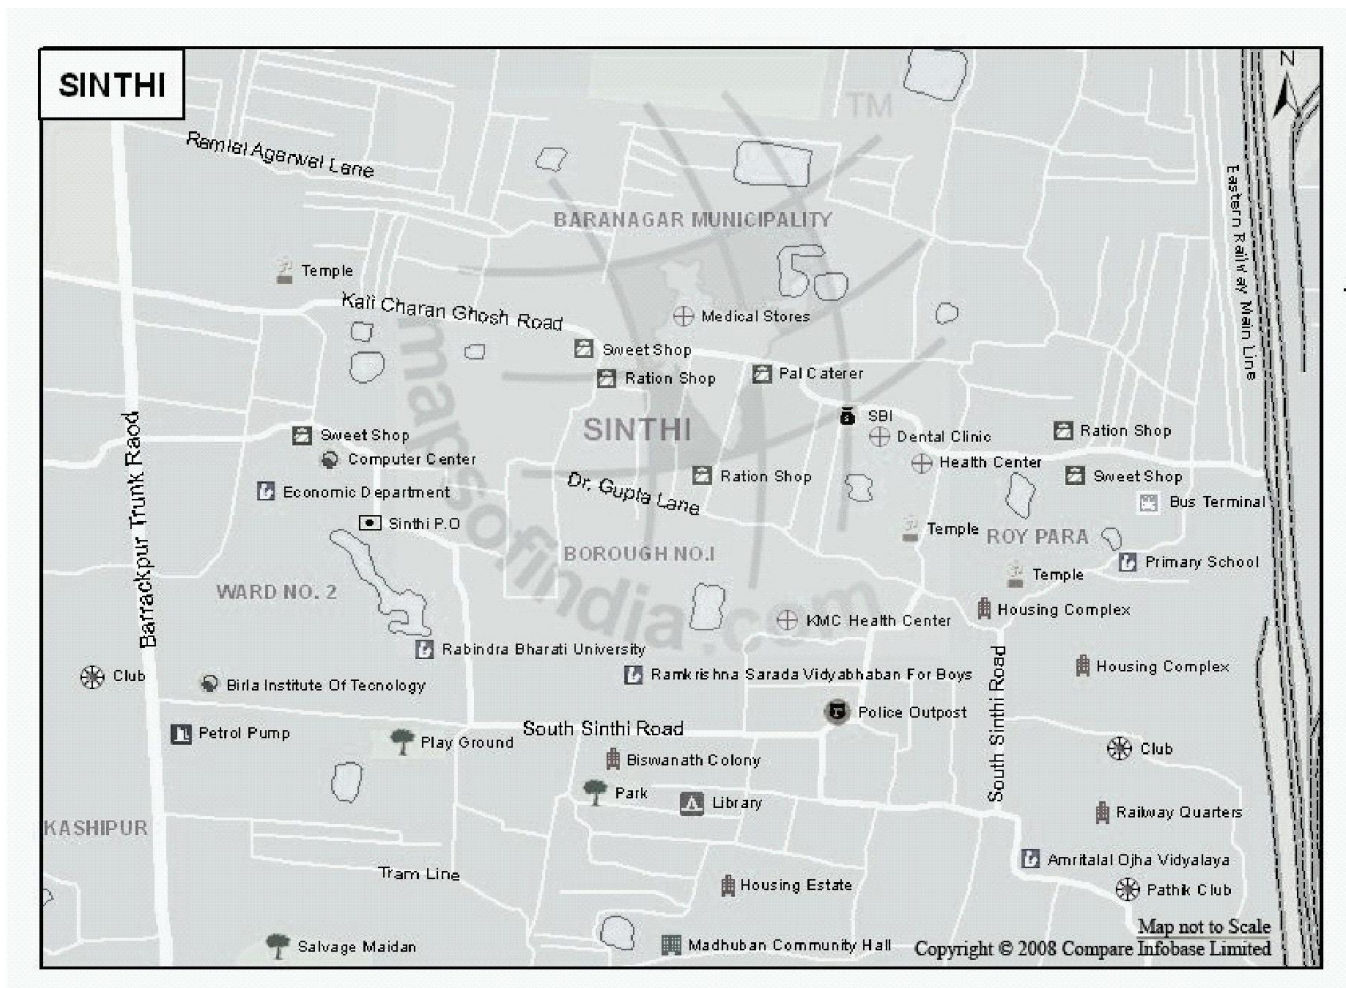 SINTHI
N
TM
Ramlal Agarwal Lane
BARANAGAR MUNICIPALITY
Eastern Railway Main Line
Temple
Kali Charan Ghosh Road
Medical Stores
Sweet Shop
Ration Shop
Pal Caterer
SBI
SINTHI
Dental Clinic
Ration Shop
Sweet Shop
Computer Center
Health Center
Economic Department
Dr. Gupta Lane
Ration Shop
Sweet Shop
Bus Terminal
Barrackpur Trunk Raod
Sinthi P.O
Temple
ROY PARA
BOROUGH NO.I
Primary School
Temple
WARD NO. 2
Housing Complex
KMC Health Center
mapsofindia.com
Rabindra Bharati University
Housing Complex
Club
Birla Institute Of Tecnology
Ramkrishna Sarada Vidyabhaban For Boys
South Sinthi Road
Police Outpost
Petrol Pump
Play Ground
South Sinthi Road
Club
Biswanath Colony
Park
Library
Railway Quarters
KASHIPUR
Amritalal Ojha Vidyalaya
Tram Line
Housing Estate
Pathik Club
Salvage Maidan
Madhuban Community Hall
Map not to Scale
Copyright © 2008 Compare Infobase Limited